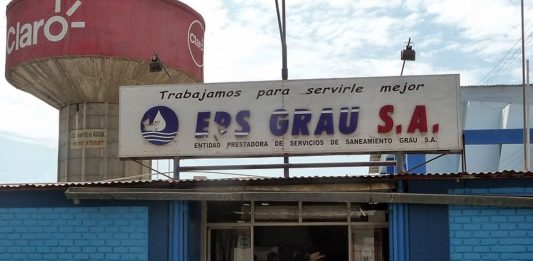 Claro
Trabajamos para servirle mejor
EPS GRAU S.A.
ENTIDAD PRESTADORA DE SERVICIOS DE SANEAMIENTO GRAU S.A.